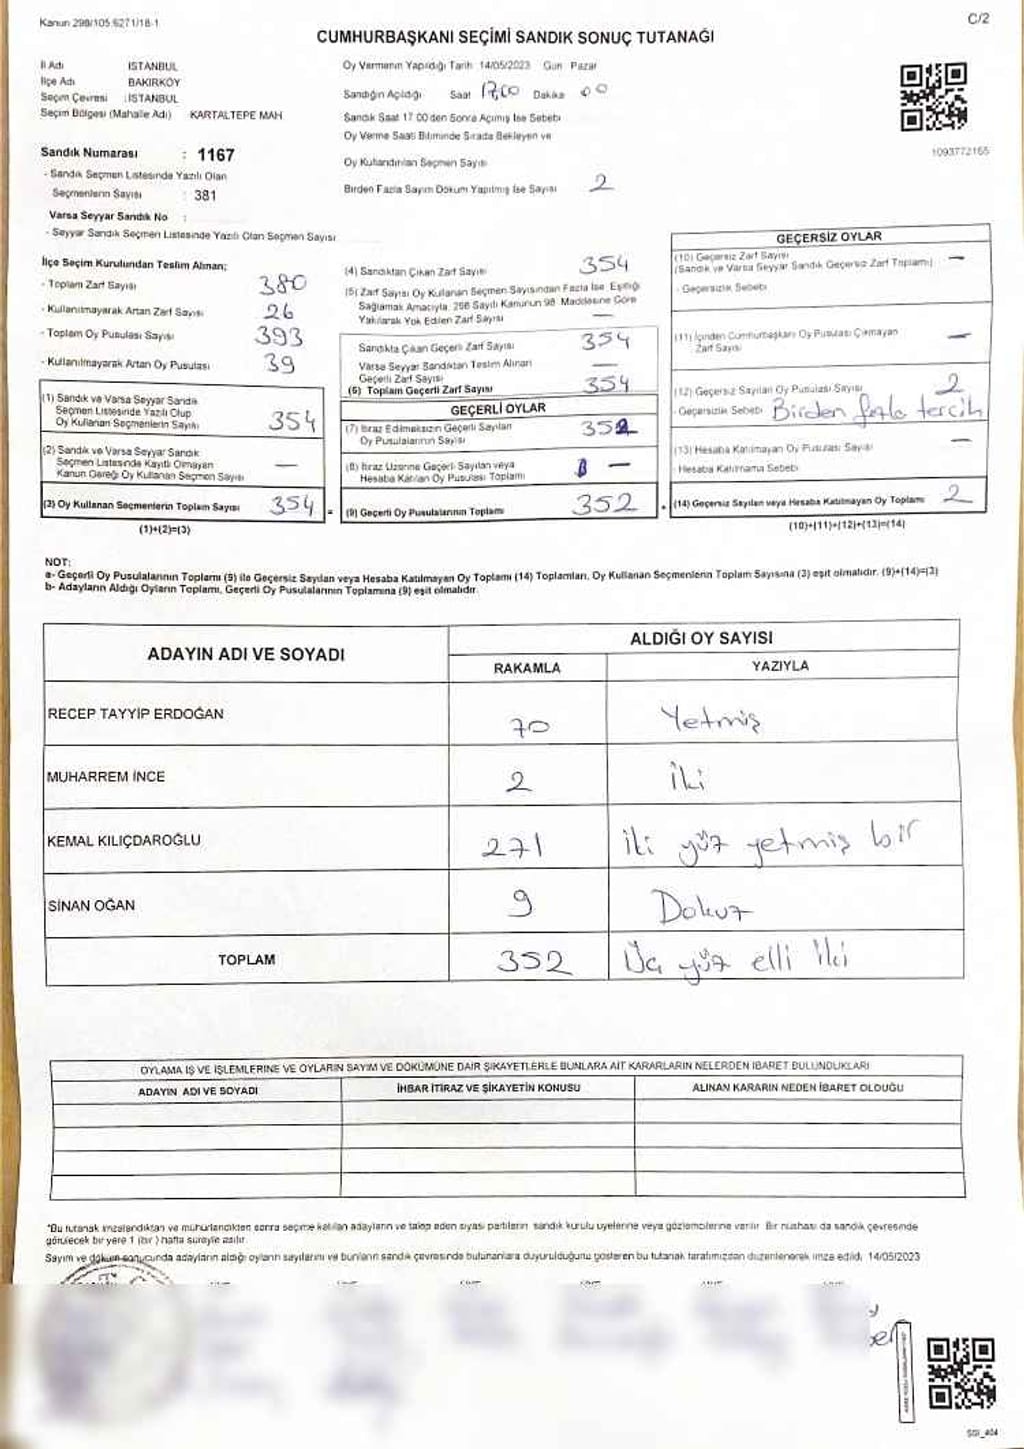 Kanun 298/105.6271/18-1
C/2
CUMHURBAŞKANI SEÇİMİ SANDIK SONUÇ TUTANAĞI
İl Adı İSTANBUL
İlçe Adı BAKIRKÖY
Seçim Çevresi : İSTANBUL
Seçim Bölgesi (Mahalle Adı) KARTALTEPE MAH
Sandık Numarası : 1167
- Sandık Seçmen Listesinde Yazılı Olan
Seçmenlerin Sayısı : 381
Varsa Seyyar Sandık No :
- Seyyar Sandık Seçmen Listesinde Yazılı Olan Seçmen Sayısı
Oy Vermenin Yapıldığı Tarih 14/05/2023 Gün Pazar
Sandığın Açıldığı Saat 17,00 Dakika 00
Sandık Saat 17.00'den Sonra Açılmış İse Sebebi
Oy Verme Saati Bitiminde Sırada Bekleyen ve
Oy Kullandırılan Seçmen Sayısı
Birden Fazla Sayım Döküm Yapılmış İse Sayısı 2
1093772165
İlçe Seçim Kurulundan Teslim Alınan;
- Toplam Zarf Sayısı 380
- Kullanılmayarak Artan Zarf Sayısı 26
- Toplam Oy Pusulası Sayısı 393
- Kullanılmayarak Artan Oy Pusulası 39
(1) Sandık ve Varsa Seyyar Sandık
Seçmen Listesinde Yazılı Olup
Oy Kullanan Seçmenlerin Sayısı 354
(2) Sandık ve Varsa Seyyar Sandık
Seçmen Listesinde Kayıtlı Olmayan
Kanun Gereği Oy Kullanan Seçmen Sayısı —
(3) Oy Kullanan Seçmenlerin Toplam Sayısı 354 =
(1)+(2)=(3)
(4) Sandıktan Çıkan Zarf Sayısı 354
(5) Zarf Sayısı Oy Kullanan Seçmen Sayısından Fazla İse Eşitliği
Sağlamak Amacıyla, 298 Sayılı Kanunun 98. Maddesine Göre
Yakılarak Yok Edilen Zarf Sayısı —
Sandıkta Çıkan Geçerli Zarf Sayısı 354
Varsa Seyyar Sandıktan Teslim Alınan
Geçerli Zarf Sayısı —
(6) Toplam Geçerli Zarf Sayısı 354
GEÇERLİ OYLAR
(7) İtiraz Edilmeksizin Geçerli Sayılan
Oy Pusulalarının Sayısı 352
(8) İtiraz Üzerine Geçerli Sayılan veya
Hesaba Katılan Oy Pusulası Toplamı —
(9) Geçerli Oy Pusulalarının Toplamı 352 +
GEÇERSİZ OYLAR
(10) Geçersiz Zarf Sayısı —
(Sandık ve Varsa Seyyar Sandık Geçersiz Zarf Toplamı)
- Geçersizlik Sebebi
(11) İçinden Cumhurbaşkanı Oy Pusulası Çıkmayan
Zarf Sayısı —
(12) Geçersiz Sayılan Oy Pusulası Sayısı 2
- Geçersizlik Sebebi Birden fazla tercih
(13) Hesaba Katılmayan Oy Pusulası Sayısı —
- Hesaba Katılmama Sebebi
(14) Geçersiz Sayılan veya Hesaba Katılmayan Oy Toplamı 2
(10)+(11)+(12)+(13)=(14)
NOT:
a- Geçerli Oy Pusulalarının Toplamı (9) ile Geçersiz Sayılan veya Hesaba Katılmayan Oy Toplamı (14) Toplamları, Oy Kullanan Seçmenlerin Toplam Sayısına (3) eşit olmalıdır. (9)+(14)=(3)
b- Adayların Aldığı Oyların Toplamı, Geçerli Oy Pusulalarının Toplamına (9) eşit olmalıdır.
ADAYIN ADI VE SOYADI ALDIĞI OY SAYISI
RAKAMLA YAZIYLA
RECEP TAYYİP ERDOĞAN 70 Yetmiş
MUHARREM İNCE 2 İki
KEMAL KILIÇDAROĞLU 271 iki yüz yetmiş bir
SİNAN OĞAN 9 Dokuz
TOPLAM 352 Üç yüz elli iki
OYLAMA İŞ VE İŞLEMLERİNE VE OYLARIN SAYIM VE DÖKÜMÜNE DAİR ŞİKAYETLERLE BUNLARA AİT KARARLARIN NELERDEN İBARET BULUNDUKLARI
ADAYIN ADI VE SOYADI İHBAR İTİRAZ VE ŞİKAYETİN KONUSU ALINAN KARARIN NEDEN İBARET OLDUĞU
*Bu tutanak imzalandıktan ve mühürlendikten sonra seçime katılan adayların ve talep eden siyasi partilerin sandık kurulu üyelerine veya gözlemcilerine verilir. Bir nüshası da sandık çevresinde
görülecek bir yere 1 (bir) hafta süreyle asılır.
Sayım ve döküm sonucunda adayların aldığı oyların sayılarını ve bunların sandık çevresinde bulunanlara duyurulduğunu gösteren bu tutanak tarafımızdan düzenlenerek imza edildi. 14/05/2023